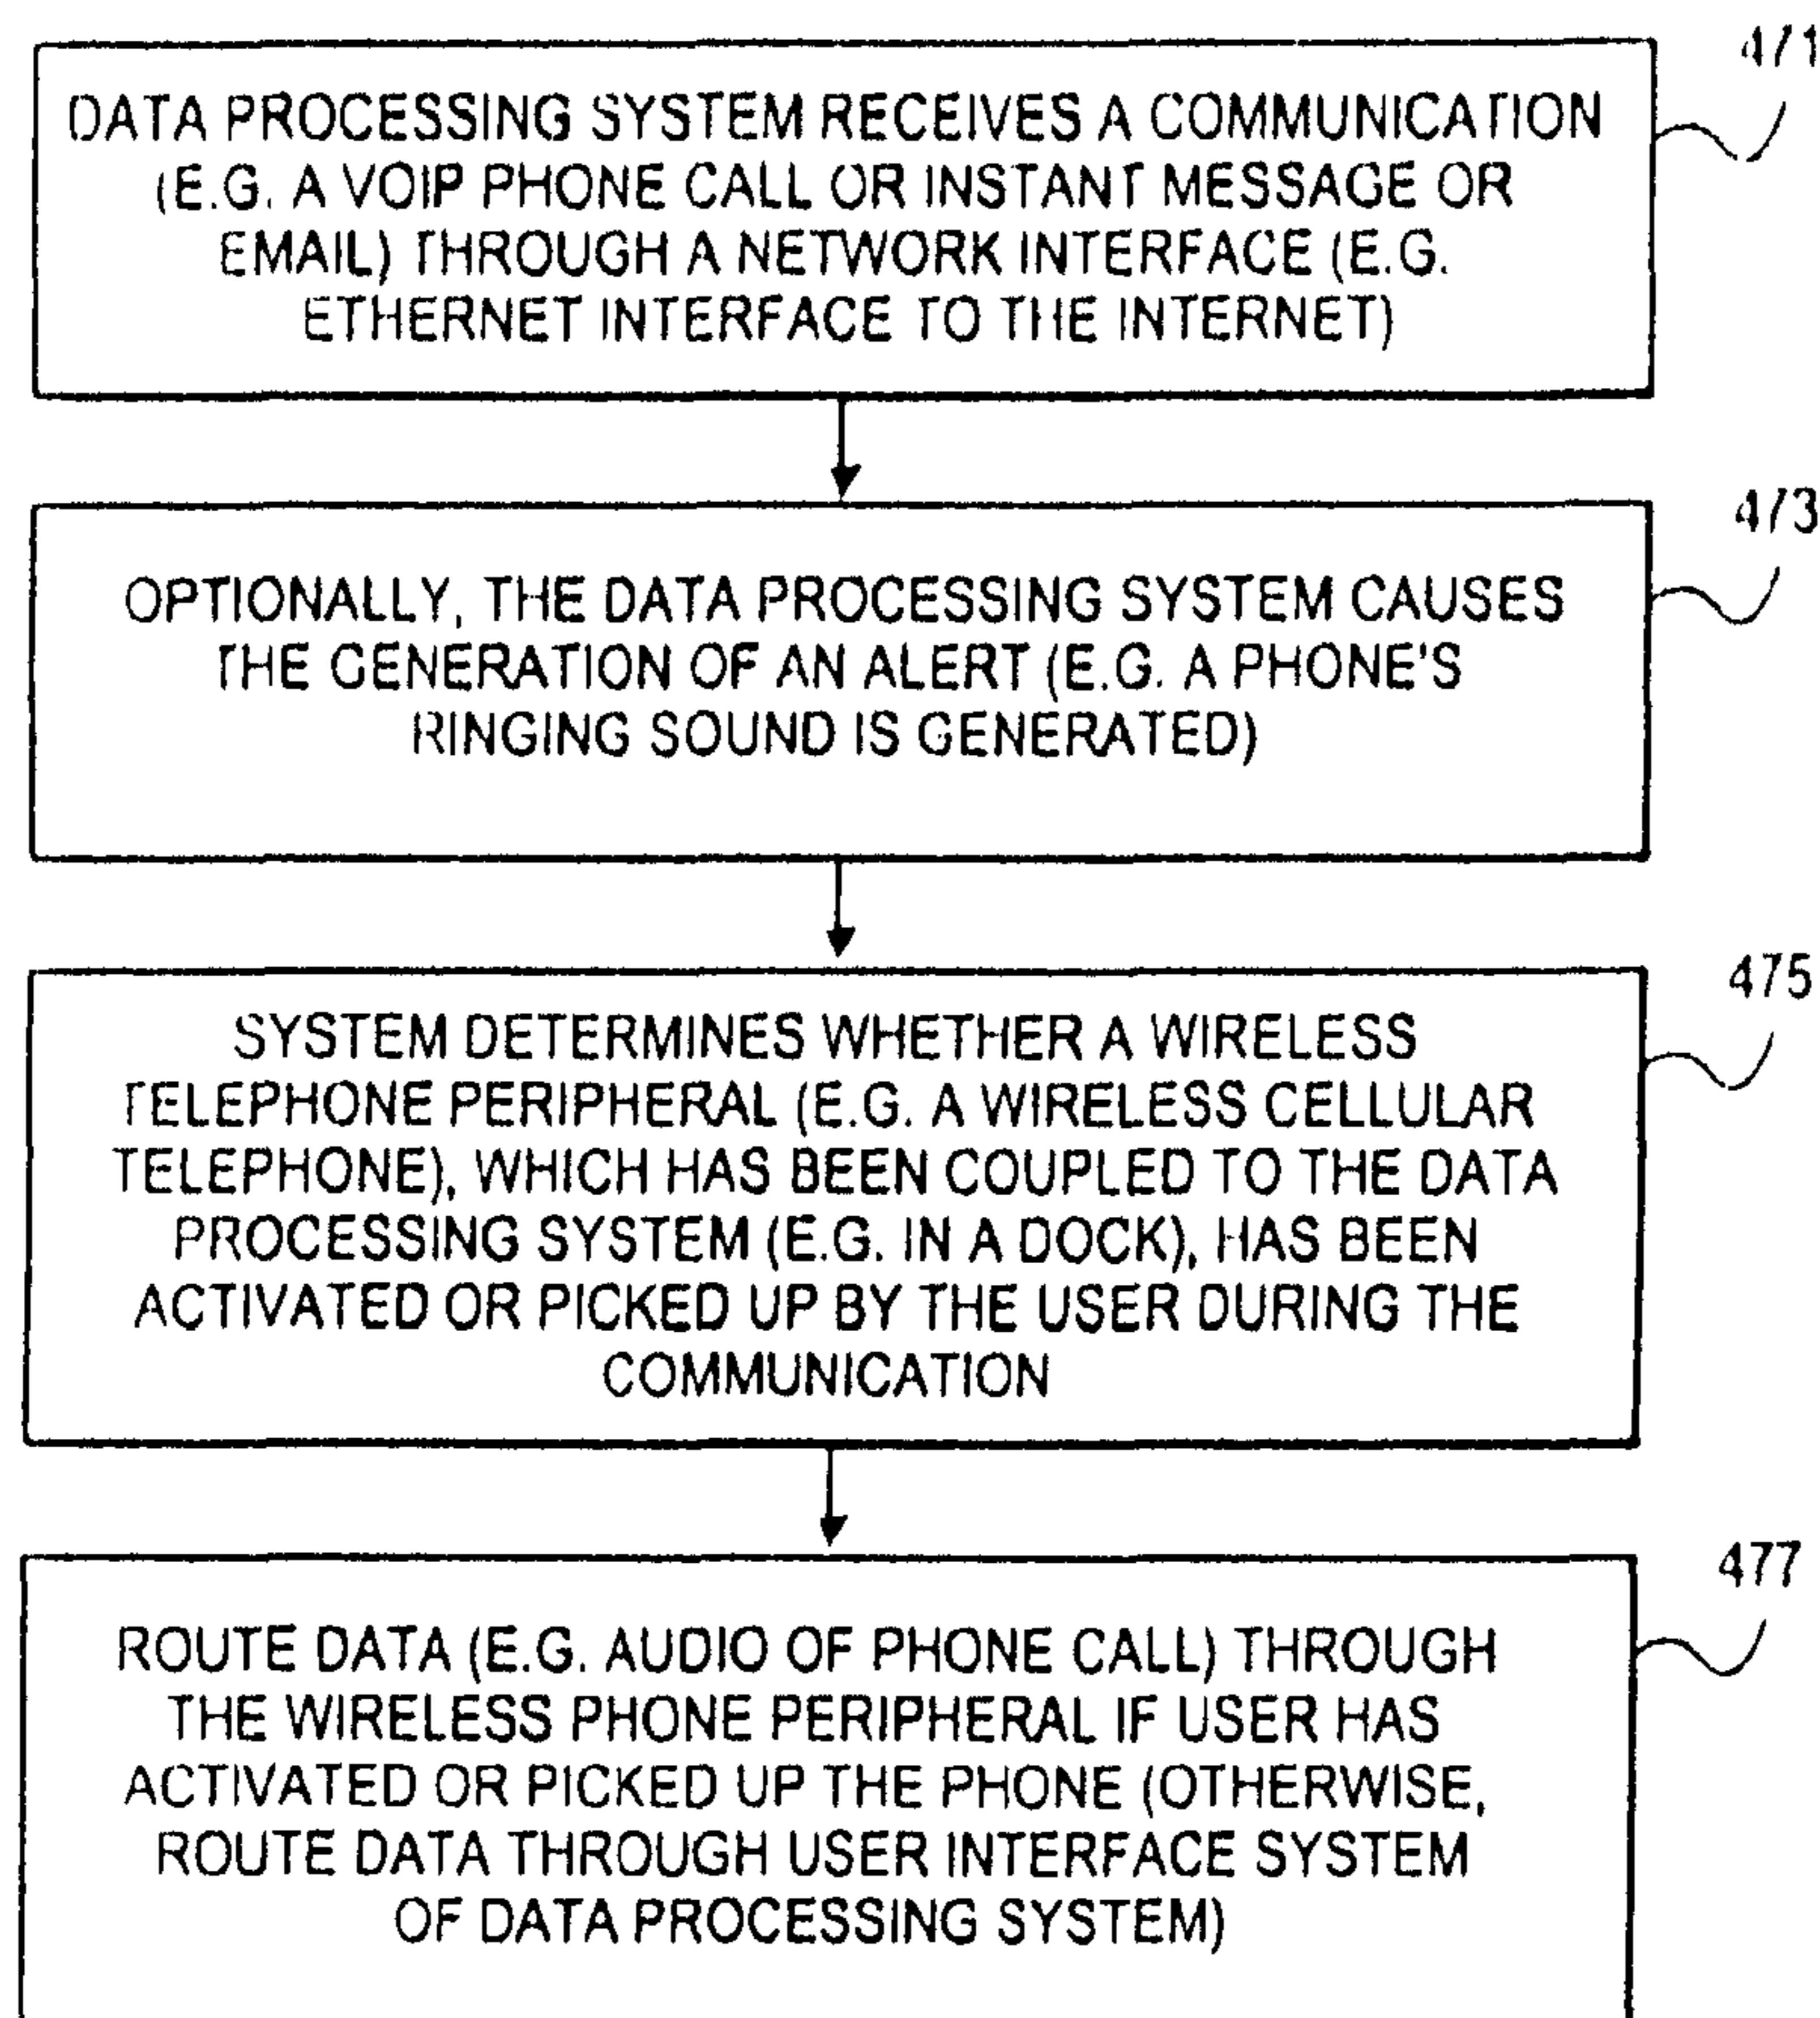 471
DATA PROCESSING SYSTEM RECEIVES A COMMUNICATION
(E.G. A VOIP PHONE CALL OR INSTANT MESSAGE OR
EMAIL) THROUGH A NETWORK INTERFACE (E.G.
ETHERNET INTERFACE TO THE INTERNET)
473
OPTIONALLY, THE DATA PROCESSING SYSTEM CAUSES
THE GENERATION OF AN ALERT (E.G. A PHONE'S
RINGING SOUND IS GENERATED)
475
SYSTEM DETERMINES WHETHER A WIRELESS
TELEPHONE PERIPHERAL (E.G. A WIRELESS CELLULAR
TELEPHONE), WHICH HAS BEEN COUPLED TO THE DATA
PROCESSING SYSTEM (E.G. IN A DOCK), HAS BEEN
ACTIVATED OR PICKED UP BY THE USER DURING THE
COMMUNICATION
477
ROUTE DATA (E.G. AUDIO OF PHONE CALL) THROUGH
THE WIRELESS PHONE PERIPHERAL IF USER HAS
ACTIVATED OR PICKED UP THE PHONE (OTHERWISE,
ROUTE DATA THROUGH USER INTERFACE SYSTEM
OF DATA PROCESSING SYSTEM)